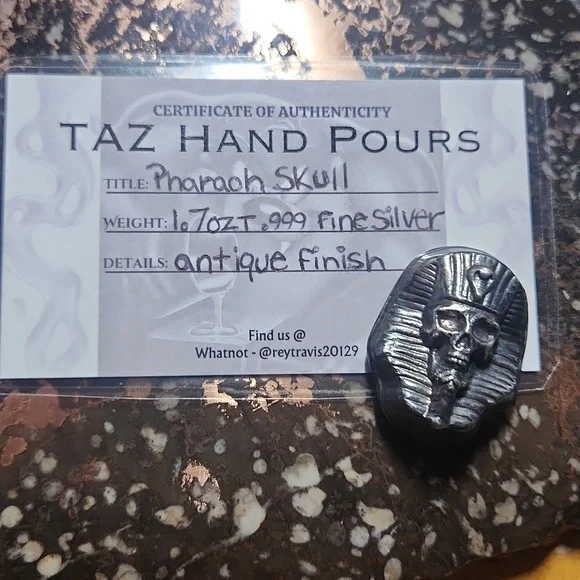 CERTIFICATE OF AUTHENTICITY
TAZ HAND POURS
TITLE: Pharaoh Skull
WEIGHT: 1.7ozT .999 Fine Silver
DETAILS: antique Finish
Find us @
Whatnot - @reytravis20129